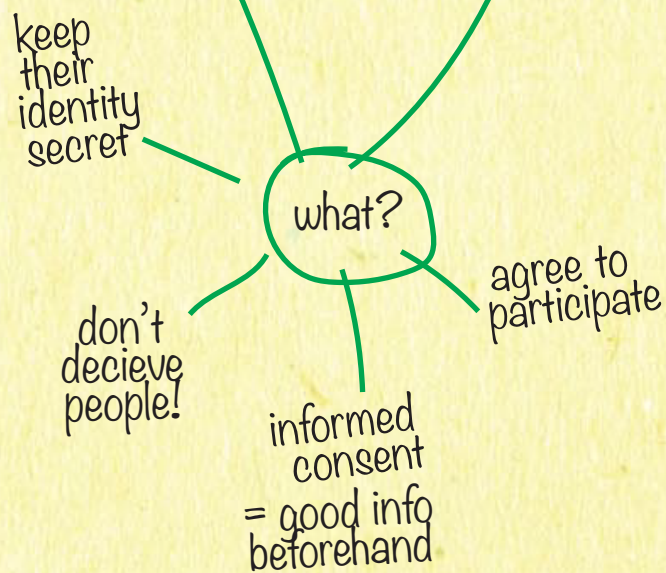 keep
their
identity
secret
what?
agree to
participate
don't
decieve
people!
informed
consent
= good info
beforehand